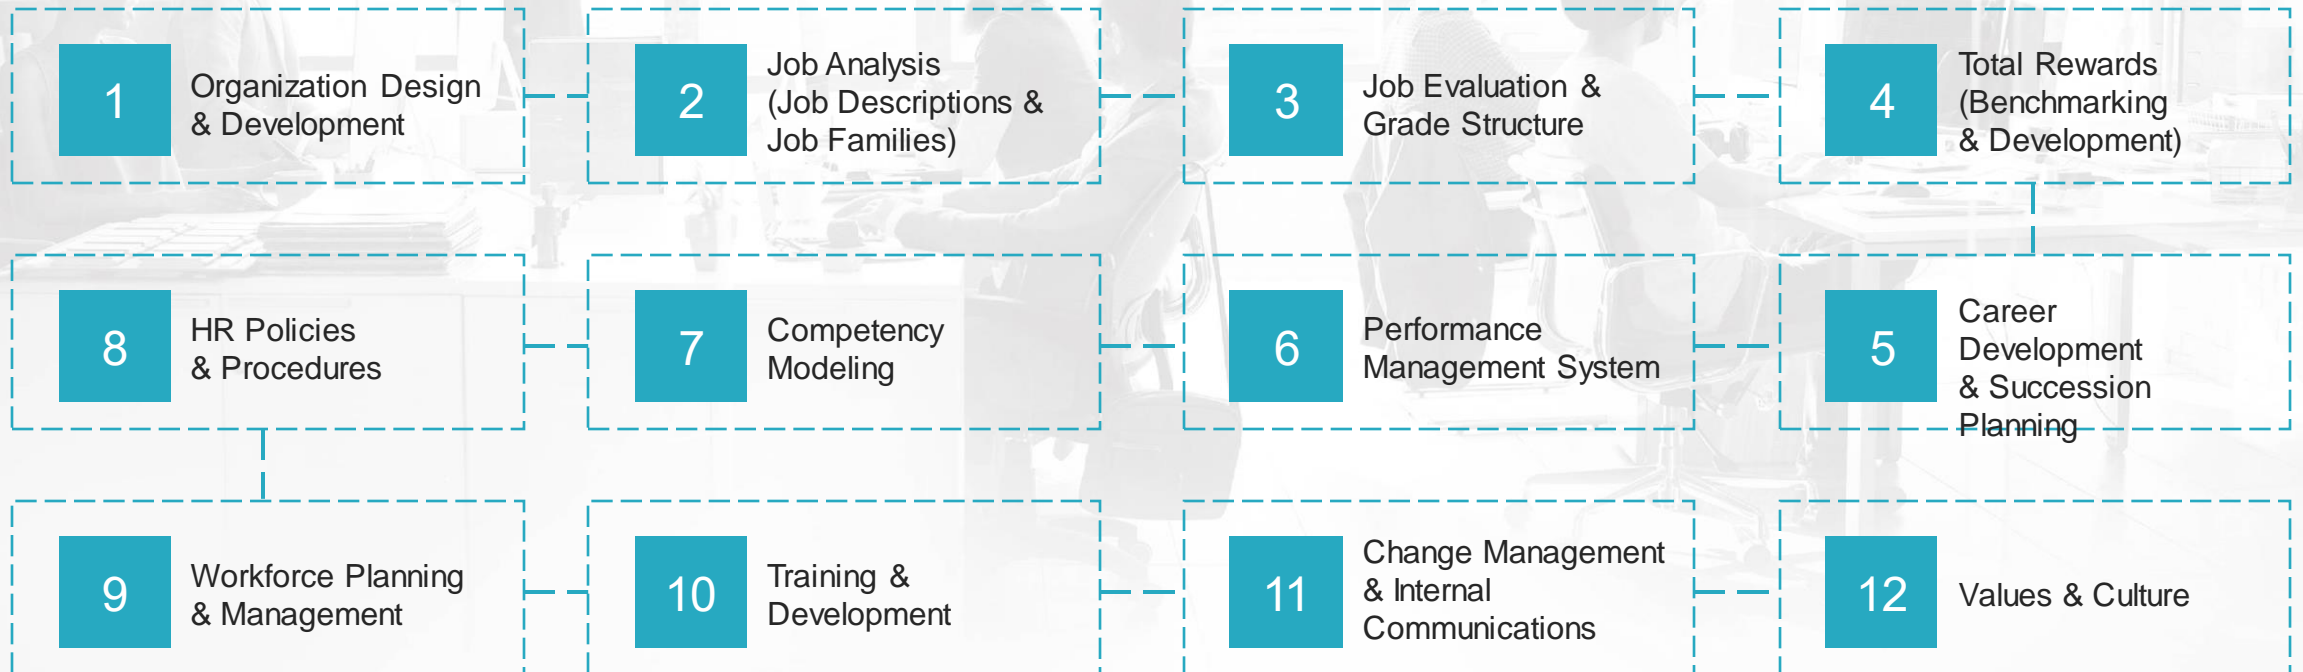 1
Organization Design
& Development
2
Job Analysis
(Job Descriptions &
Job Families)
3
Job Evaluation &
Grade Structure
4
Total Rewards
(Benchmarking
& Development)
5
Career
Development
& Succession
Planning
6
Performance
Management System
7
Competency
Modeling
8
HR Policies
& Procedures
9
Workforce Planning
& Management
10
Training &
Development
11
Change Management
& Internal
Communications
12
Values & Culture